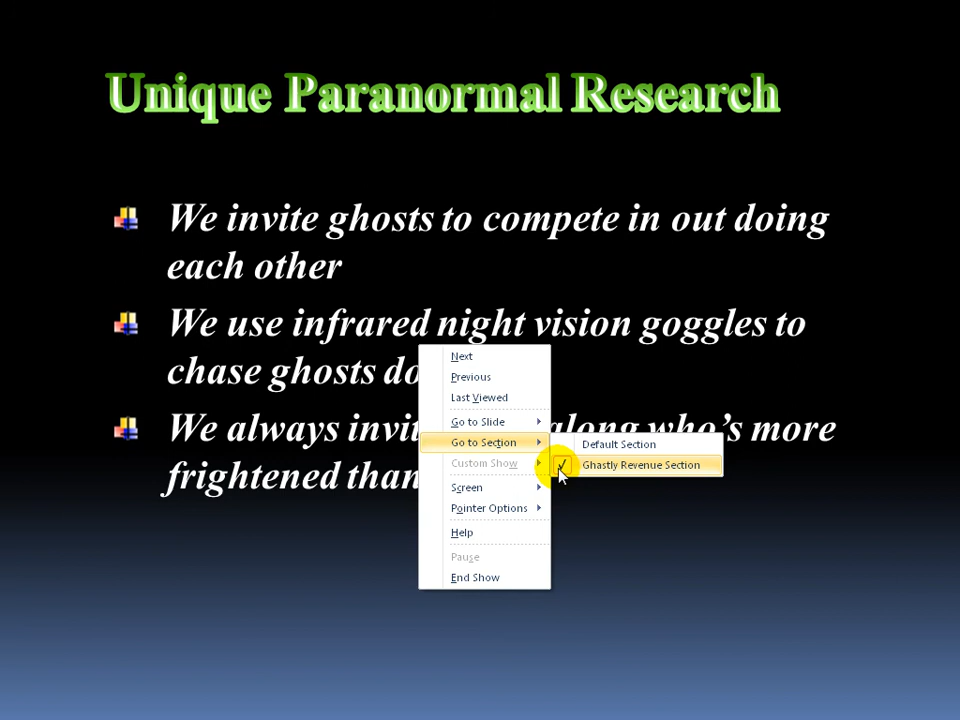 Unique Paranormal Research
We invite ghosts to compete in out doing
each other
We use infrared night vision goggles to
chase ghosts do
We always invit along who's more
frightened than
Next
Previous
Last Viewed
Go to Slide
Go to Section
Custom Show
Screen
Pointer Options
Help
Pause
End Show
Default Section
Ghastly Revenue Section